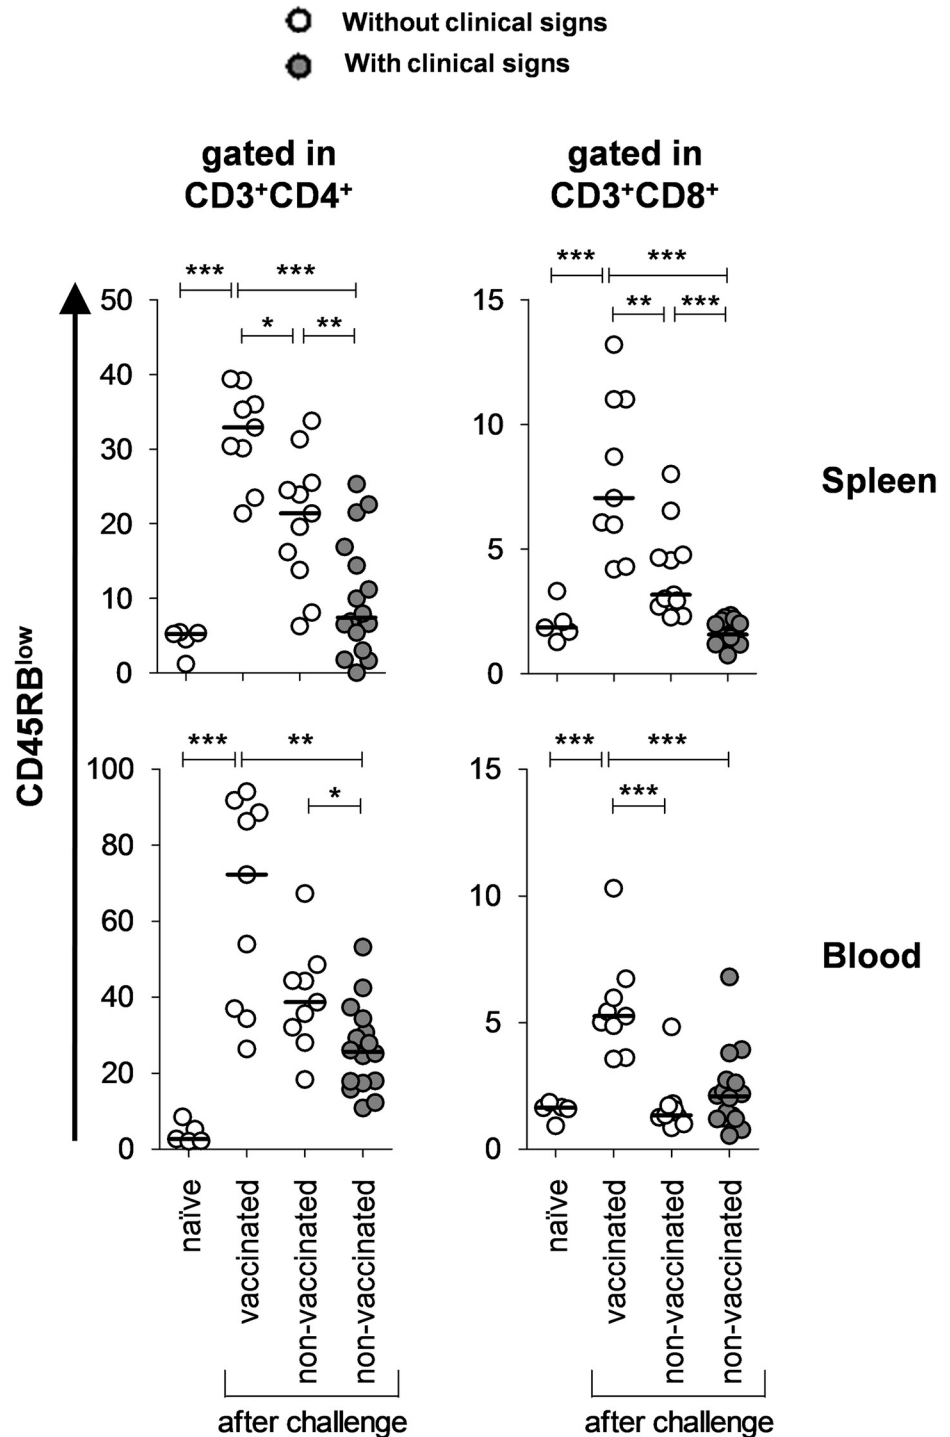 Without clinical signs
With clinical signs
gated in
CD3⁺CD4⁺
gated in
CD3⁺CD8⁺
*** ***
* **
50
40
30
20
10
0
*** ***
** ***
15
10
5
0
Spleen
CD45RBˡᵒʷ
*** **
*
100
80
60
40
20
0
*** ***
***
15
10
5
0
Blood
naïve
vaccinated
non-vaccinated
non-vaccinated
after challenge
naïve
vaccinated
non-vaccinated
non-vaccinated
after challenge